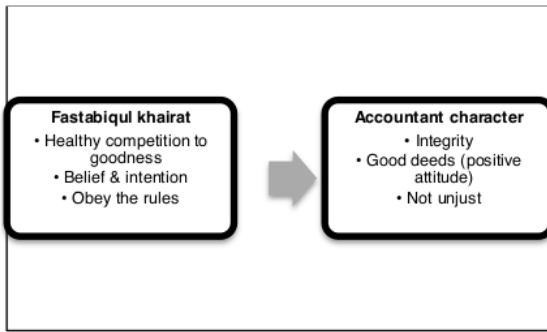 Fastabiqul khairat
• Healthy competition to
goodness
• Belief & intention
• Obey the rules
Accountant character
• Integrity
• Good deeds (positive
attitude)
• Not unjust